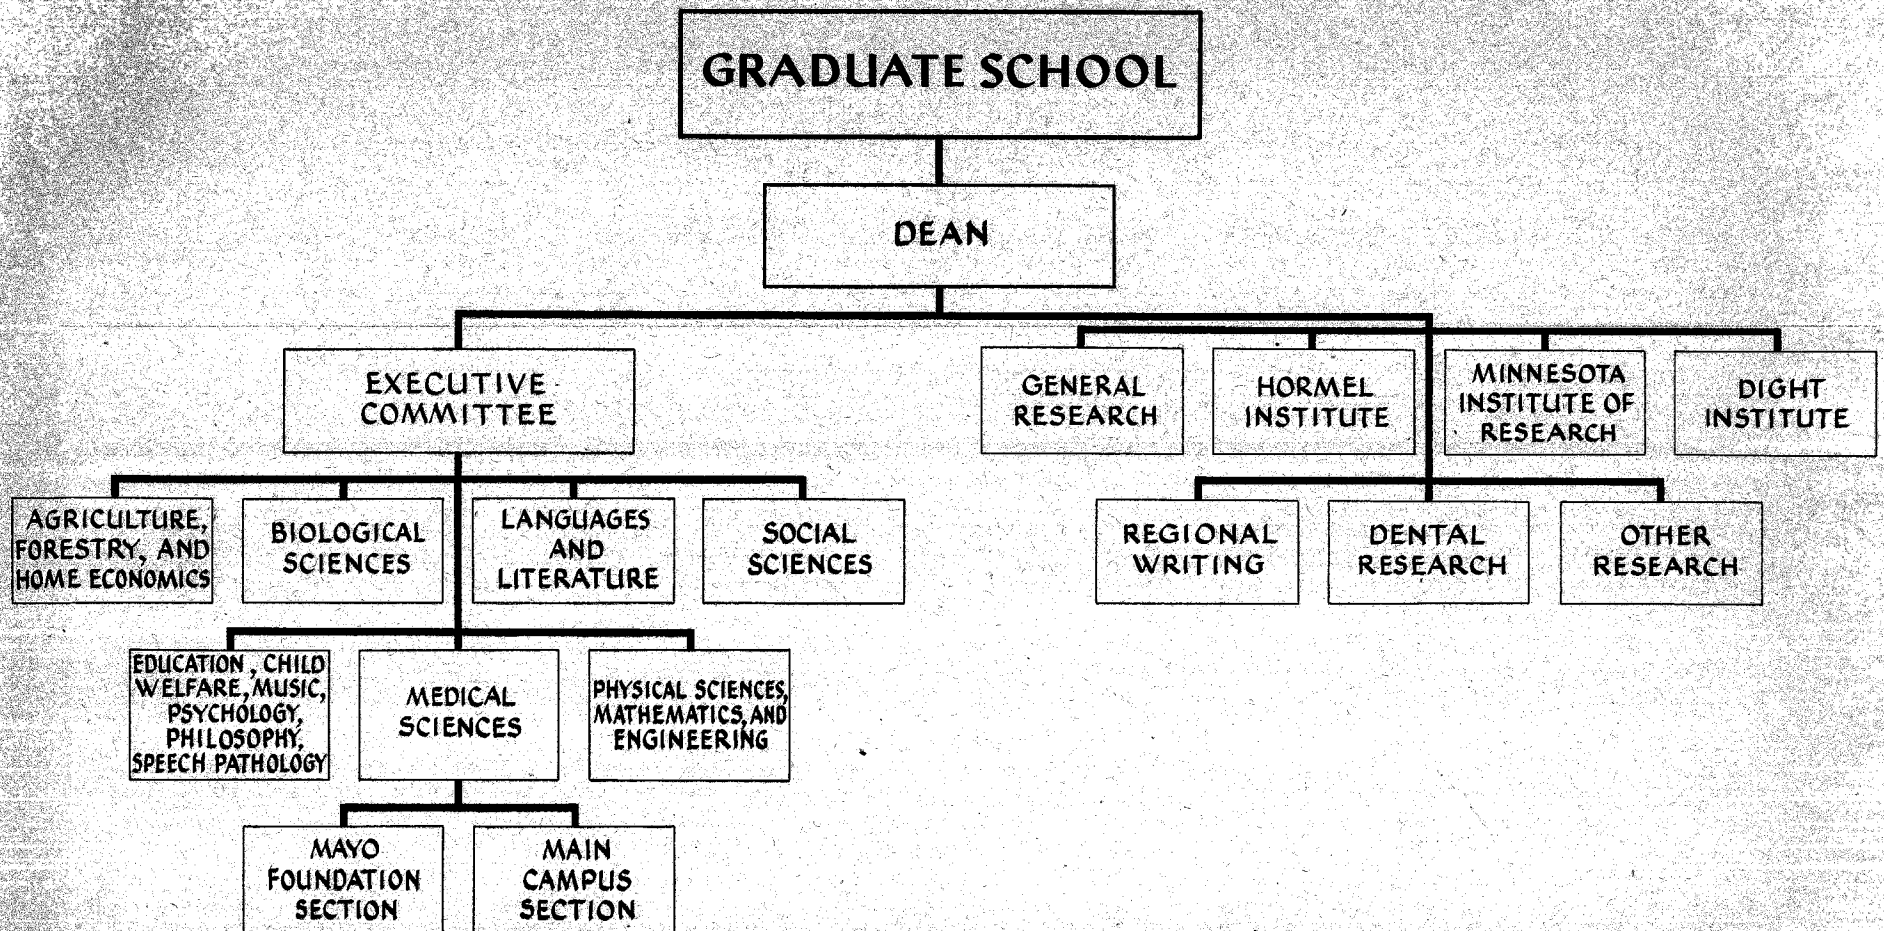 GRADUATE SCHOOL
DEAN
EXECUTIVE
COMMITTEE
GENERAL
RESEARCH
HORMEL
INSTITUTE
MINNESOTA
INSTITUTE OF
RESEARCH
DIGHT
INSTITUTE
AGRICULTURE,
FORESTRY, AND
HOME ECONOMICS
BIOLOGICAL
SCIENCES
LANGUAGES
AND
LITERATURE
SOCIAL
SCIENCES
REGIONAL
WRITING
DENTAL
RESEARCH
OTHER
RESEARCH
EDUCATION, CHILD
WELFARE, MUSIC,
PSYCHOLOGY,
PHILOSOPHY,
SPEECH PATHOLOGY
MEDICAL
SCIENCES
PHYSICAL SCIENCES,
MATHEMATICS, AND
ENGINEERING
MAYO
FOUNDATION
SECTION
MAIN
CAMPUS
SECTION